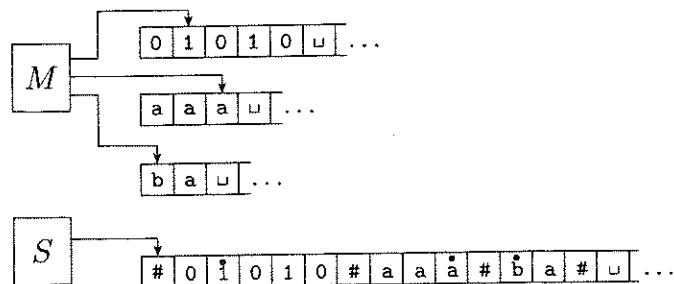 0 1 0 1 0 ⊔ ...
M
a a a ⊔ ...
b a ⊔ ...
S
# 0 1̇ 0 1 0 # a a ȧ # ḃ a # ⊔ ...